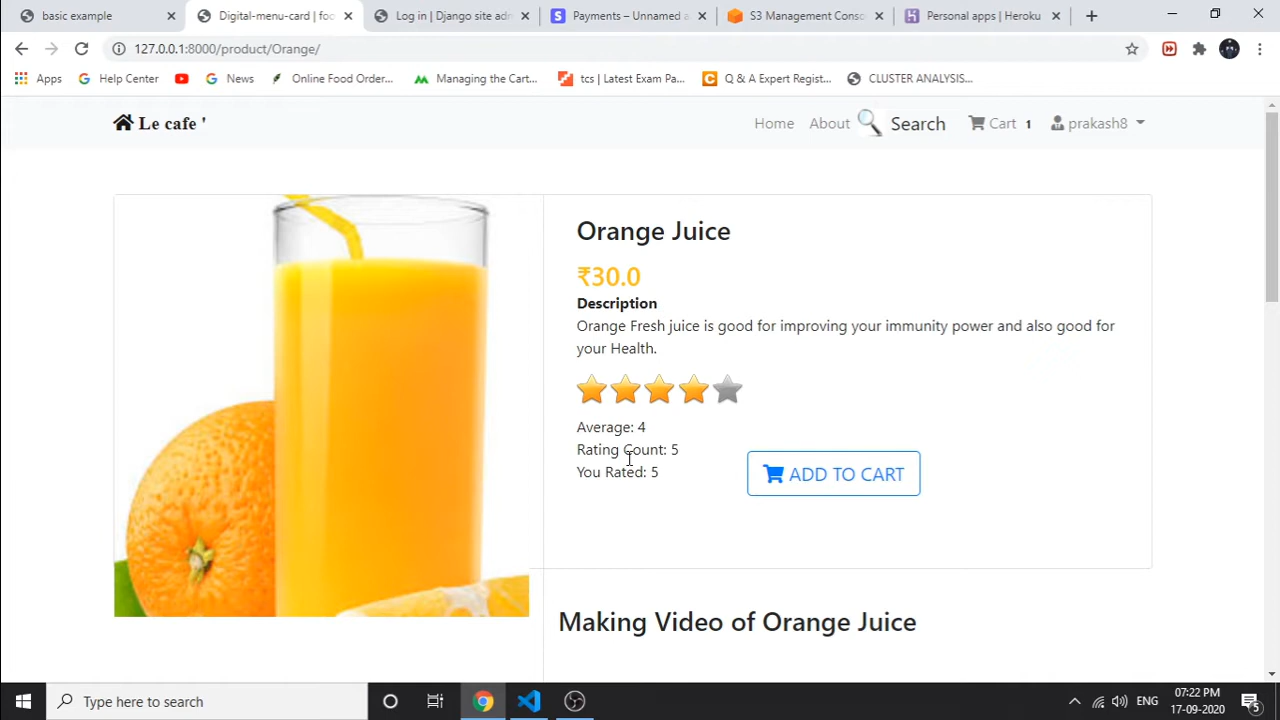 basic example
Digital-menu-card | foo
Log in | Django site adm
Payments – Unnamed a
S3 Management Conso
Personal apps | Heroku
127.0.0.1:8000/product/Orange/
Apps
Help Center
News
Online Food Order...
Managing the Cart...
tcs | Latest Exam Pa...
Q & A Expert Regist...
CLUSTER ANALYSIS...
Le cafe '
Home
About
Search
Cart 1
prakash8
Orange Juice
₹30.0
Description
Orange Fresh juice is good for improving your immunity power and also good for
your Health.
Average: 4
Rating Count: 5
You Rated: 5
ADD TO CART
Making Video of Orange Juice
Type here to search
ENG
07:22 PM
17-09-2020
5